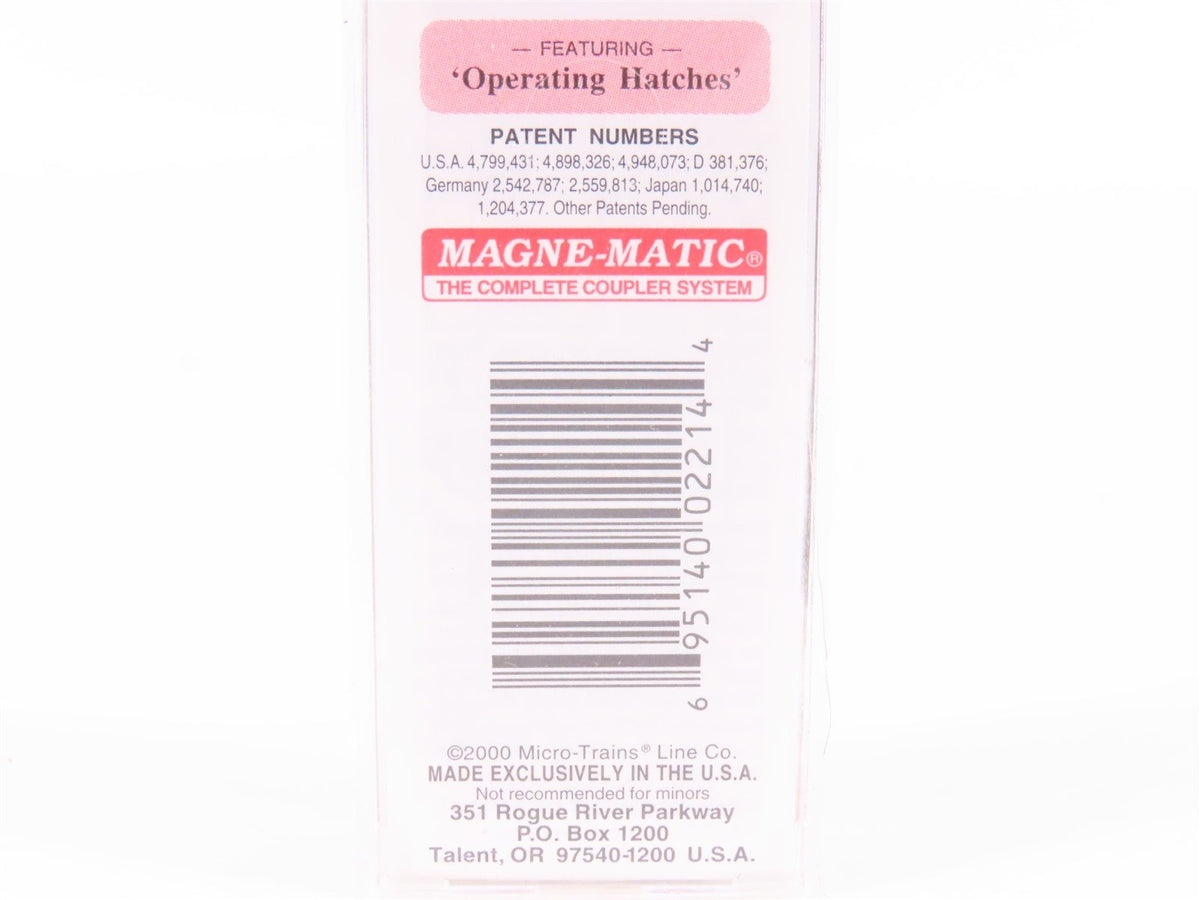 — FEATURING —
‘Operating Hatches’
PATENT NUMBERS
U.S.A. 4,799,431; 4,898,326; 4,948,073; D 381,376;
Germany 2,542,787; 2,559,813; Japan 1,014,740;
1,204,377. Other Patents Pending.
MAGNE-MATIC®
THE COMPLETE COUPLER SYSTEM
6 95140 02214 4
©2000 Micro-Trains® Line Co.
MADE EXCLUSIVELY IN THE U.S.A.
Not recommended for minors
351 Rogue River Parkway
P.O. Box 1200
Talent, OR 97540-1200 U.S.A.